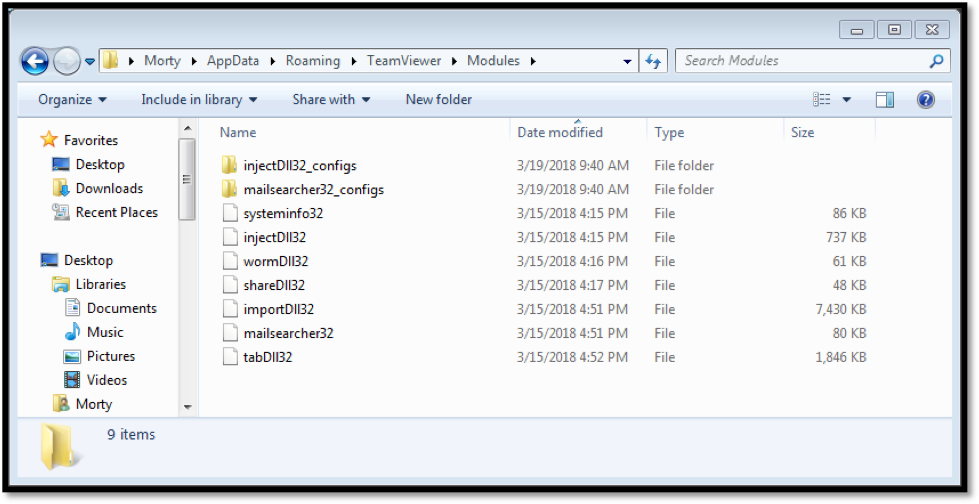 Morty AppData Roaming TeamViewer Modules Search Modules
Organize Include in library Share with New folder
Name Date modified Type Size
Favorites
Desktop
Downloads
Recent Places
Desktop
Libraries
Documents
Music
Pictures
Videos
Morty
injectDll32_configs 3/19/2018 9:40 AM File folder
mailsearcher32_configs 3/19/2018 9:40 AM File folder
systeminfo32 3/15/2018 4:15 PM File 86 KB
injectDll32 3/15/2018 4:15 PM File 737 KB
wormDll32 3/15/2018 4:16 PM File 61 KB
shareDll32 3/15/2018 4:17 PM File 48 KB
importDll32 3/15/2018 4:51 PM File 7,430 KB
mailsearcher32 3/15/2018 4:51 PM File 80 KB
tabDll32 3/15/2018 4:52 PM File 1,846 KB
9 items